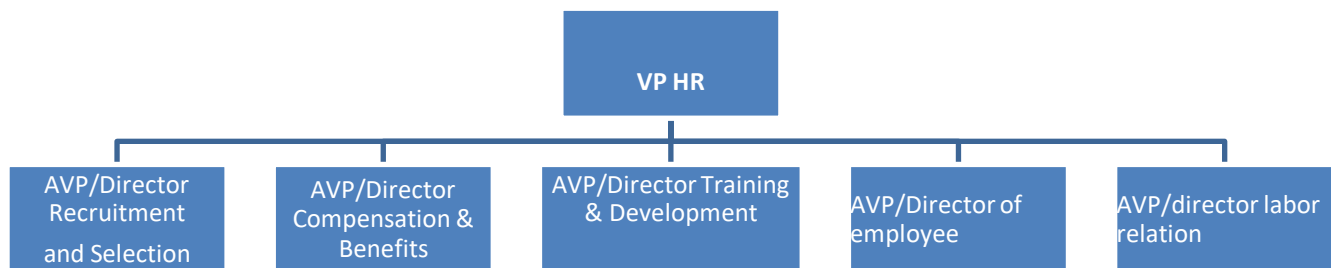 VP HR
AVP/Director
Recruitment
and Selection
AVP/Director
Compensation &
Benefits
AVP/Director Training
& Development
AVP/Director of
employee
AVP/director labor
relation